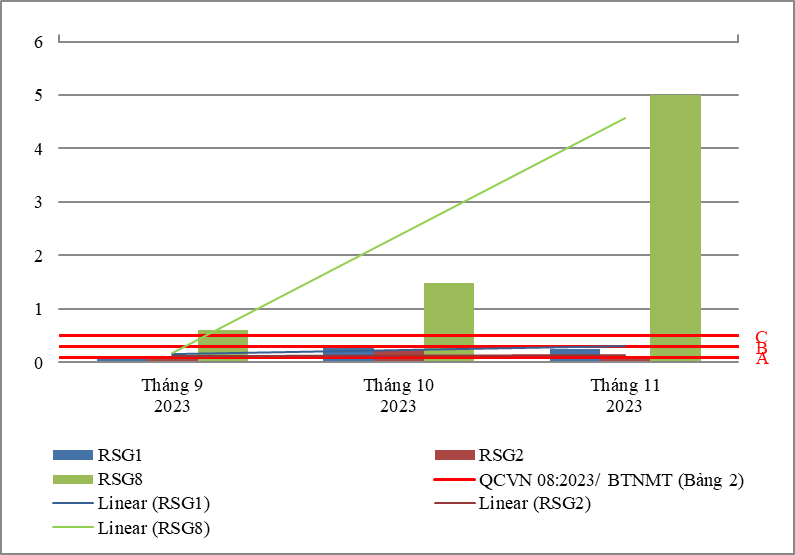 6
5
4
3
2
1
0
C
B
A
Tháng 9
2023
Tháng 10
2023
Tháng 11
2023
RSG1
RSG2
RSG8
QCVN 08:2023/ BTNMT (Bảng 2)
Linear (RSG1)
Linear (RSG2)
Linear (RSG8)